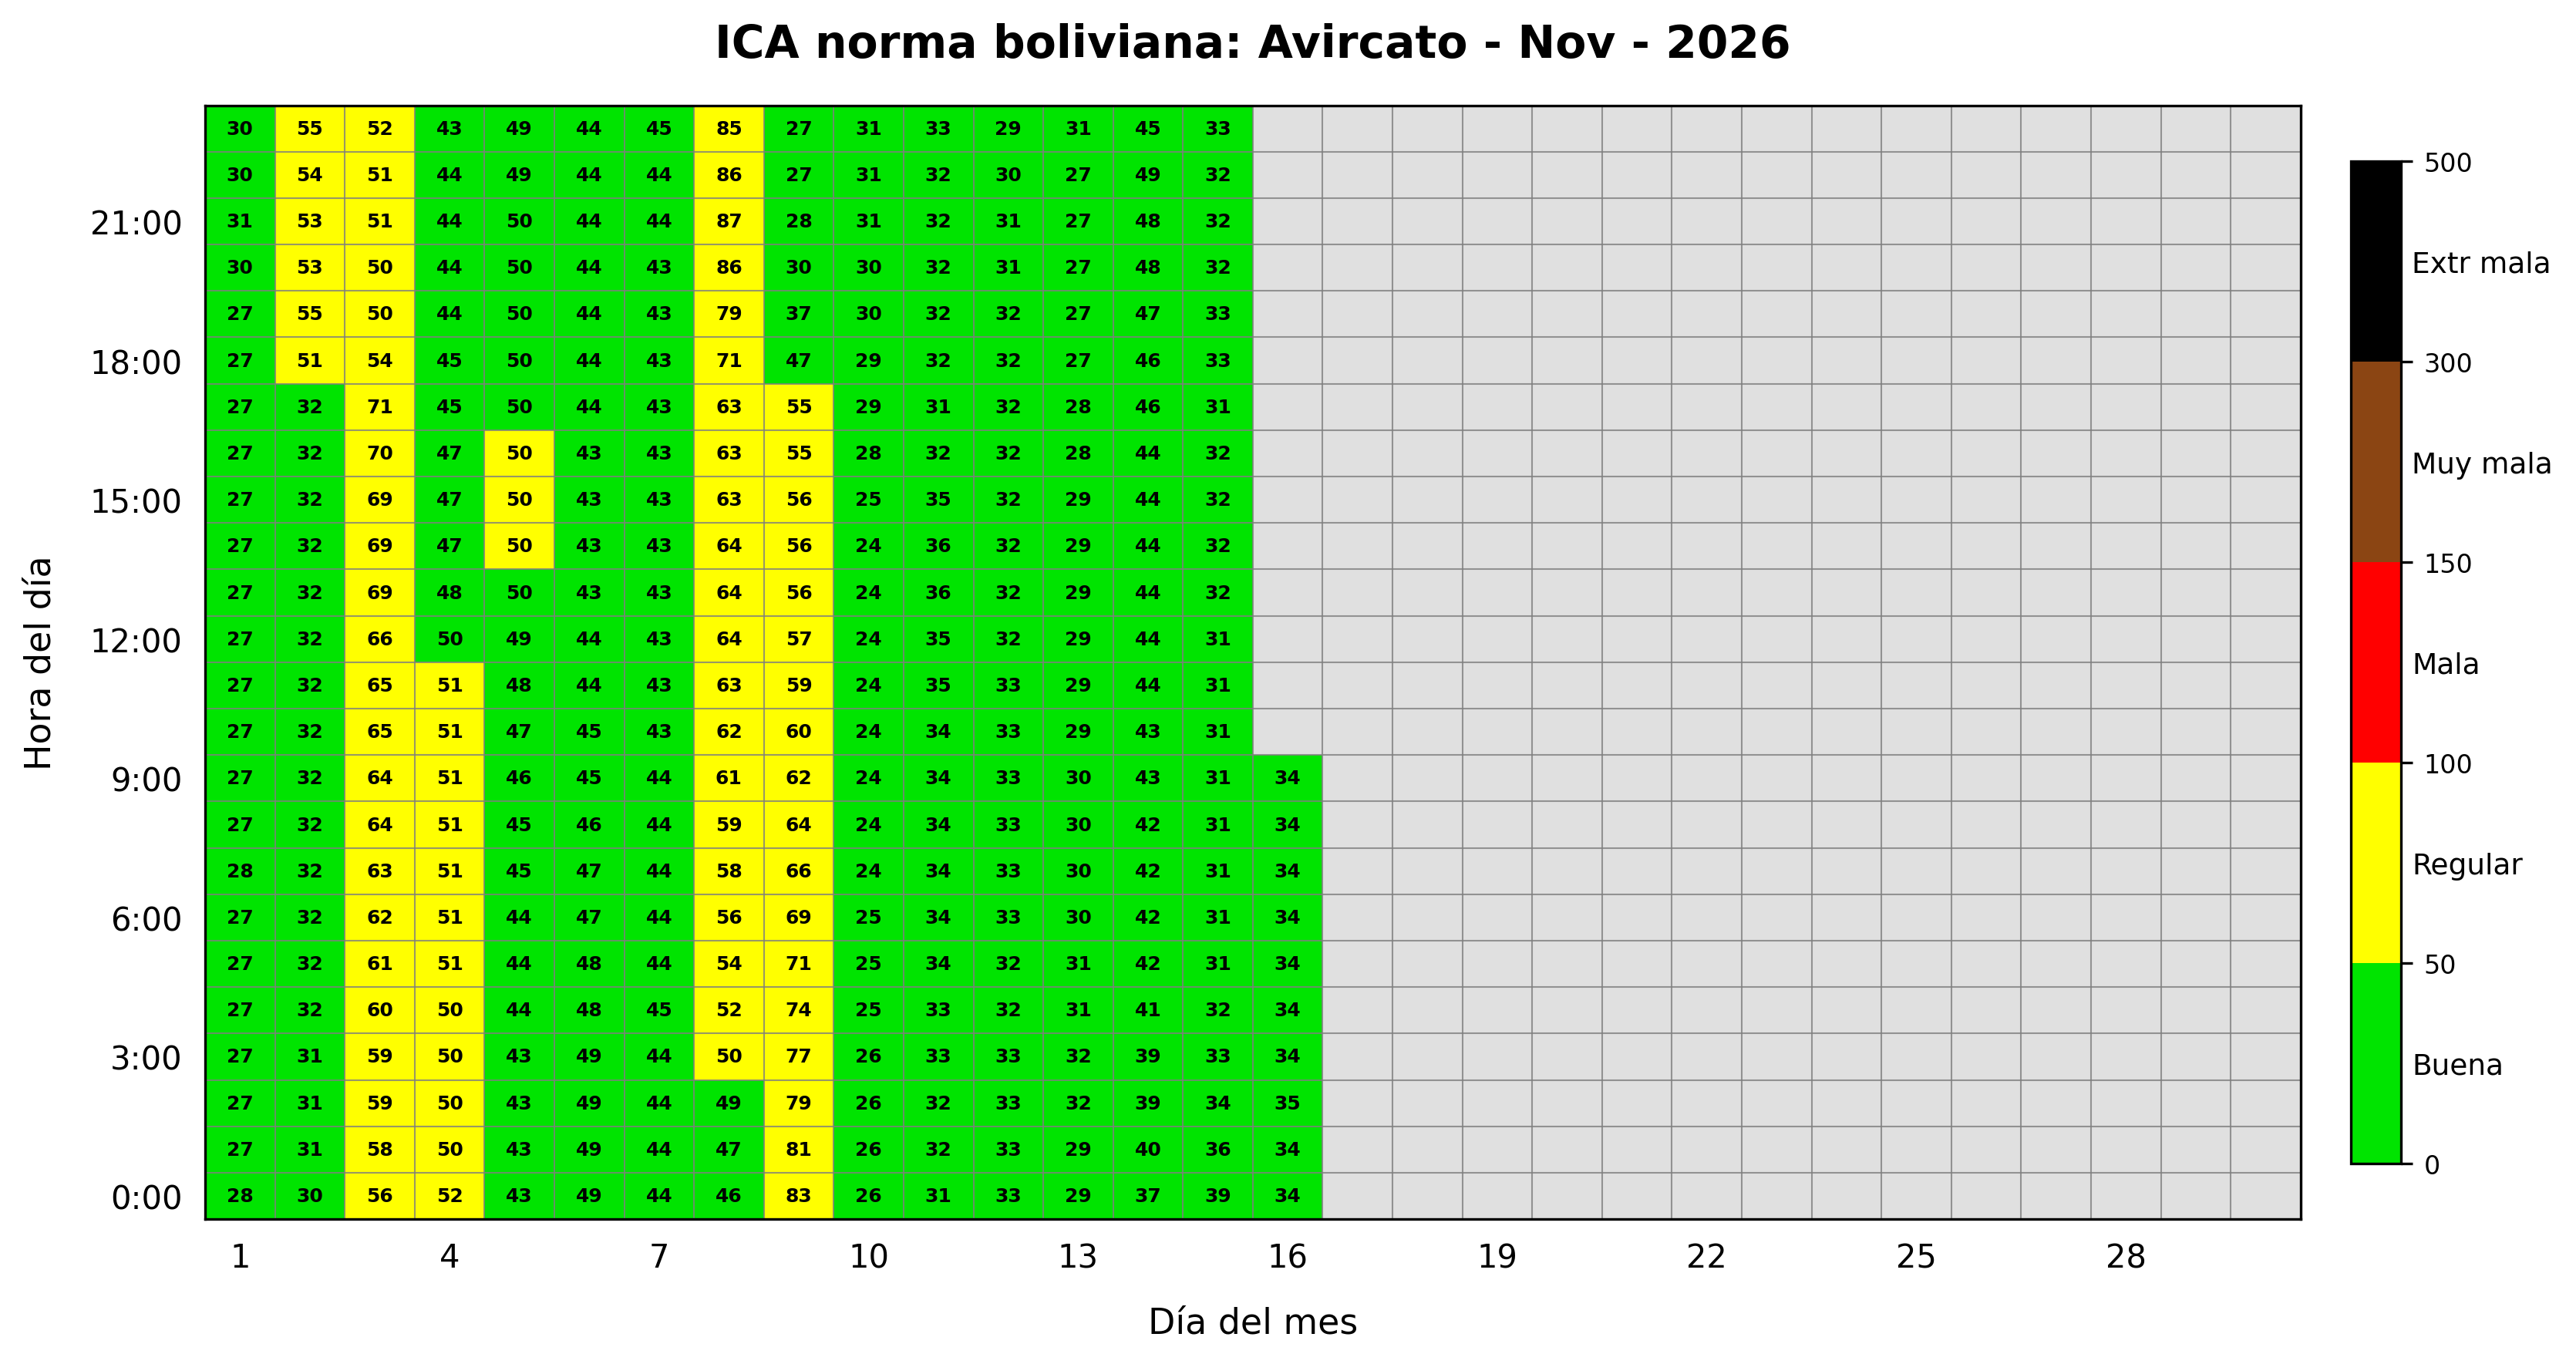 ICA norma boliviana: Avircato - Nov - 2026
30 55 52 43 49 44 45 85 27 31 33 29 31 45 33
30 54 51 44 49 44 44 86 27 31 32 30 27 49 32
21:00 31 53 51 44 50 44 44 87 28 31 32 31 27 48 32
30 53 50 44 50 44 43 86 30 30 32 31 27 48 32
27 55 50 44 50 44 43 79 37 30 32 32 27 47 33
18:00 27 51 54 45 50 44 43 71 47 29 32 32 27 46 33
27 32 71 45 50 44 43 63 55 29 31 32 28 46 31
27 32 70 47 50 43 43 63 55 28 32 32 28 44 32
15:00 27 32 69 47 50 43 43 63 56 25 35 32 29 44 32
27 32 69 47 50 43 43 64 56 24 36 32 29 44 32
27 32 69 48 50 43 43 64 56 24 36 32 29 44 32
12:00 27 32 66 50 49 44 43 64 57 24 35 32 29 44 31
27 32 65 51 48 44 43 63 59 24 35 33 29 44 31
27 32 65 51 47 45 43 62 60 24 34 33 29 43 31
9:00 27 32 64 51 46 45 44 61 62 24 34 33 30 43 31 34
27 32 64 51 45 46 44 59 64 24 34 33 30 42 31 34
28 32 63 51 45 47 44 58 66 24 34 33 30 42 31 34
6:00 27 32 62 51 44 47 44 56 69 25 34 33 30 42 31 34
27 32 61 51 44 48 44 54 71 25 34 32 31 42 31 34
27 32 60 50 44 48 45 52 74 25 33 32 31 41 32 34
3:00 27 31 59 50 43 49 44 50 77 26 33 33 32 39 33 34
27 31 59 50 43 49 44 49 79 26 32 33 32 39 34 35
27 31 58 50 43 49 44 47 81 26 32 33 29 40 36 34
0:00 28 30 56 52 43 49 44 46 83 26 31 33 29 37 39 34
1 4 7 10 13 16 19 22 25 28
Día del mes
Hora del día
500
Extr mala
300
Muy mala
150
Mala
100
Regular
50
Buena
0